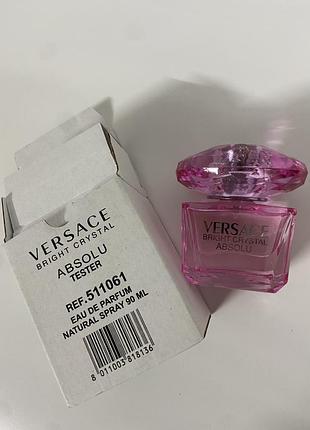 VERSACE
BRIGHT CRYSTAL
ABSOLU
TESTER
REF.511061
EAU DE PARFUM
NATURAL SPRAY 90 ML
8 011003 818136
VERSACE
BRIGHT CRYSTAL
ABSOLU